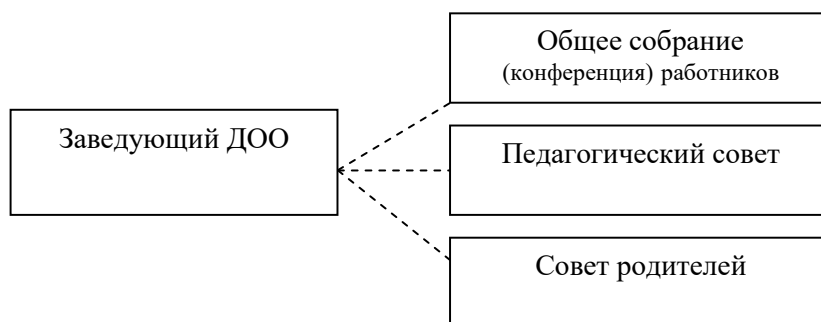 Общее собрание
(конференция) работников
Заведующий ДОО
Педагогический совет
Совет родителей